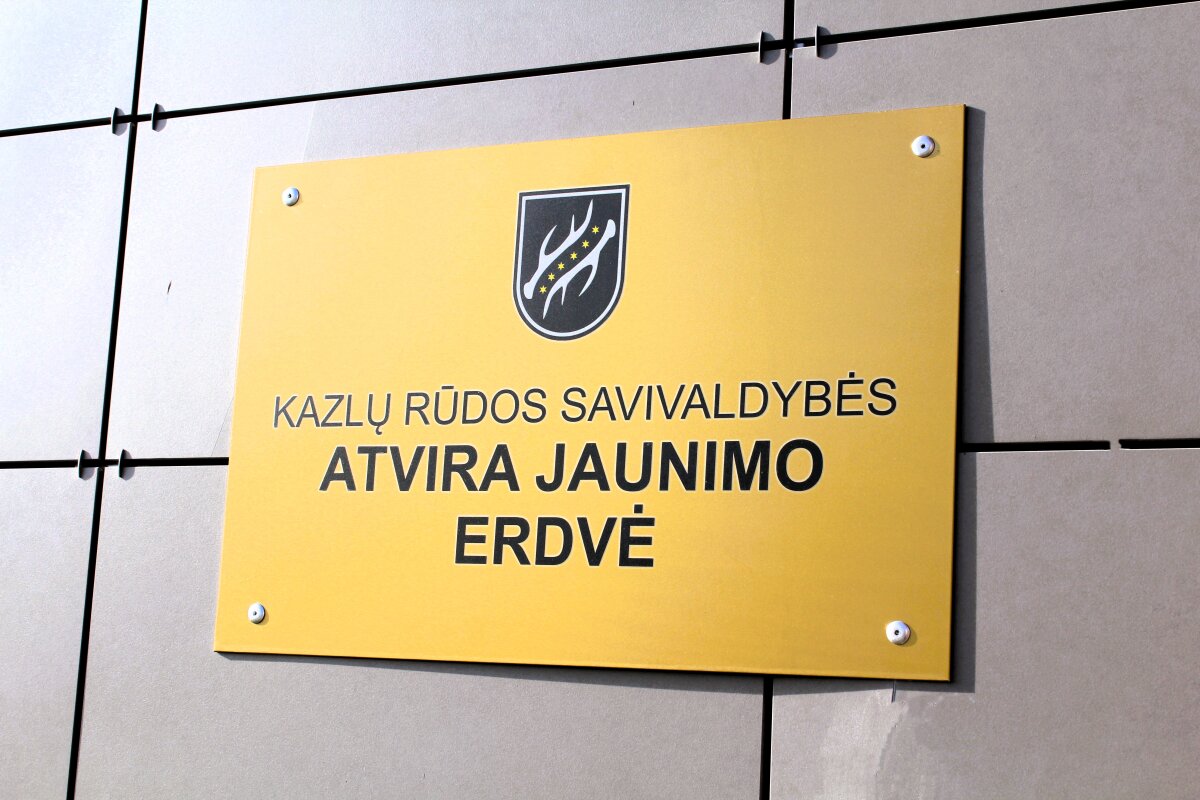 KAZLŲ RŪDOS SAVIVALDYBĖS
ATVIRA JAUNIMO
ERDVĖ